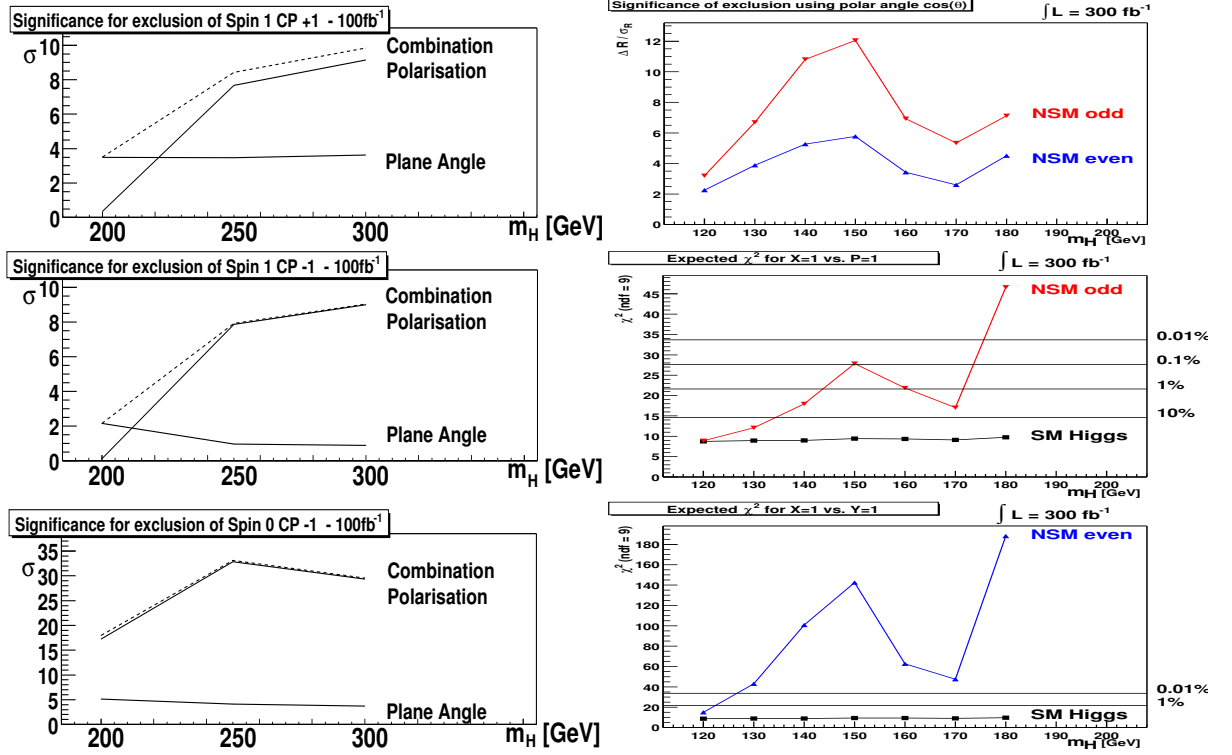 Significance for exclusion of Spin 1 CP +1 - 100fb⁻¹
σ
10
8
6
4
2
0
Combination
Polarisation
Plane Angle
200 250 300 m_H [GeV]
Significance for exclusion of Spin 1 CP -1 - 100fb⁻¹
σ
10
8
6
4
2
0
Combination
Polarisation
Plane Angle
200 250 300 m_H [GeV]
Significance for exclusion of Spin 0 CP -1 - 100fb⁻¹
σ
35
30
25
20
15
10
5
0
Combination
Polarisation
Plane Angle
200 250 300 m_H [GeV]
Significance of exclusion using polar angle cos(θ)
∫ L = 300 fb⁻¹
Δ R / σ_R
12
10
8
6
4
2
0
NSM odd
NSM even
120 130 140 150 160 170 180 190 200
m_H [GeV]
Expected χ² for X=1 vs. P=1
∫ L = 300 fb⁻¹
χ² (ndf = 9)
45
40
35
30
25
20
15
10
5
0
NSM odd
0.01%
0.1%
1%
10%
SM Higgs
120 130 140 150 160 170 180 190 200
m_H [GeV]
Expected χ² for X=1 vs. Y=1
∫ L = 300 fb⁻¹
χ² (ndf = 9)
180
160
140
120
100
80
60
40
20
0
NSM even
0.01%
1%
SM Higgs
120 130 140 150 160 170 180 190 200
m_H [GeV]